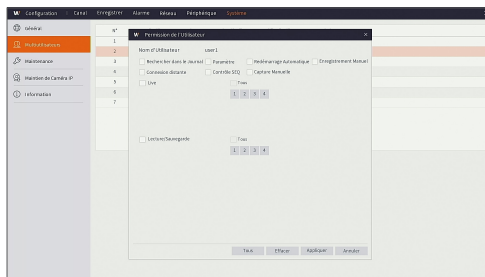 W Configuration Canal Enregistrer Alarme Réseau Périphérique Système
Général
Multiutilisateurs
Maintenance
Maintien de Caméra IP
Information
N°
1
2
3
4
5
6
7
W Permission de l'Utilisateur ×
Nom d'Utilisateur user1
Rechercher dans le Journal Paramètre Redémarrage Automatique Enregistrement Manuel
Connexion distante Contrôle SEQ Capture Manuelle
Live Tous
1 2 3 4
Lecture/Sauvegarde Tous
1 2 3 4
Tous Effacer Appliquer Annuler